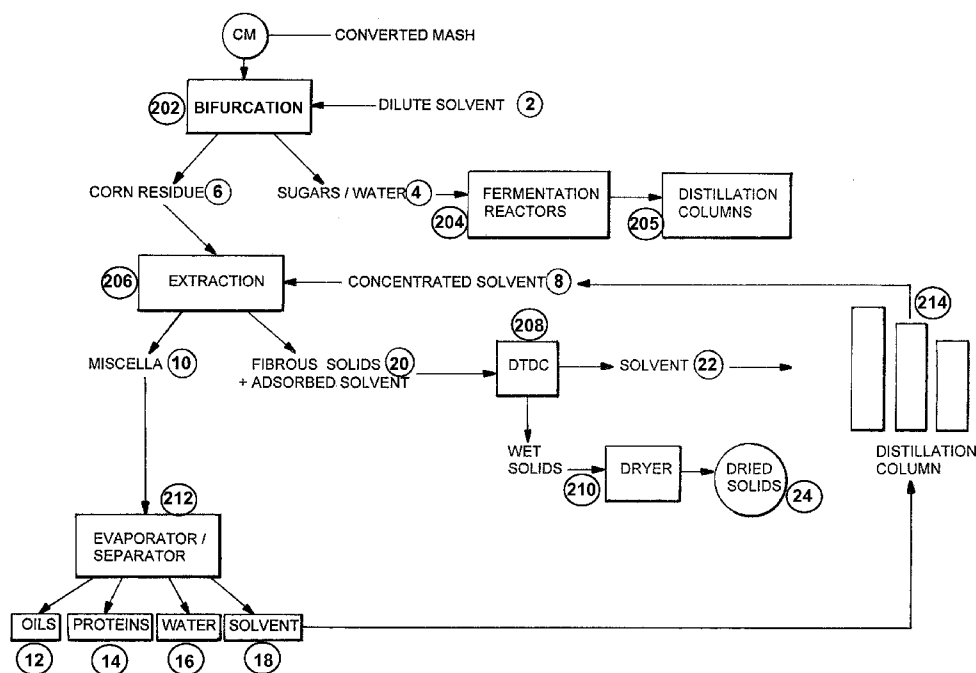 CM CONVERTED MASH
202 BIFURCATION DILUTE SOLVENT 2
CORN RESIDUE 6 SUGARS / WATER 4 FERMENTATION DISTILLATION
REACTORS COLUMNS
204 205
206 EXTRACTION CONCENTRATED SOLVENT 8
214
208
MISCELLA 10 FIBROUS SOLIDS 20 DTDC SOLVENT 22
+ ADSORBED SOLVENT
DISTILLATION
COLUMN
WET
SOLIDS 210 DRYER DRIED
SOLIDS 24
212
EVAPORATOR /
SEPARATOR
OILS PROTEINS WATER SOLVENT
12 14 16 18